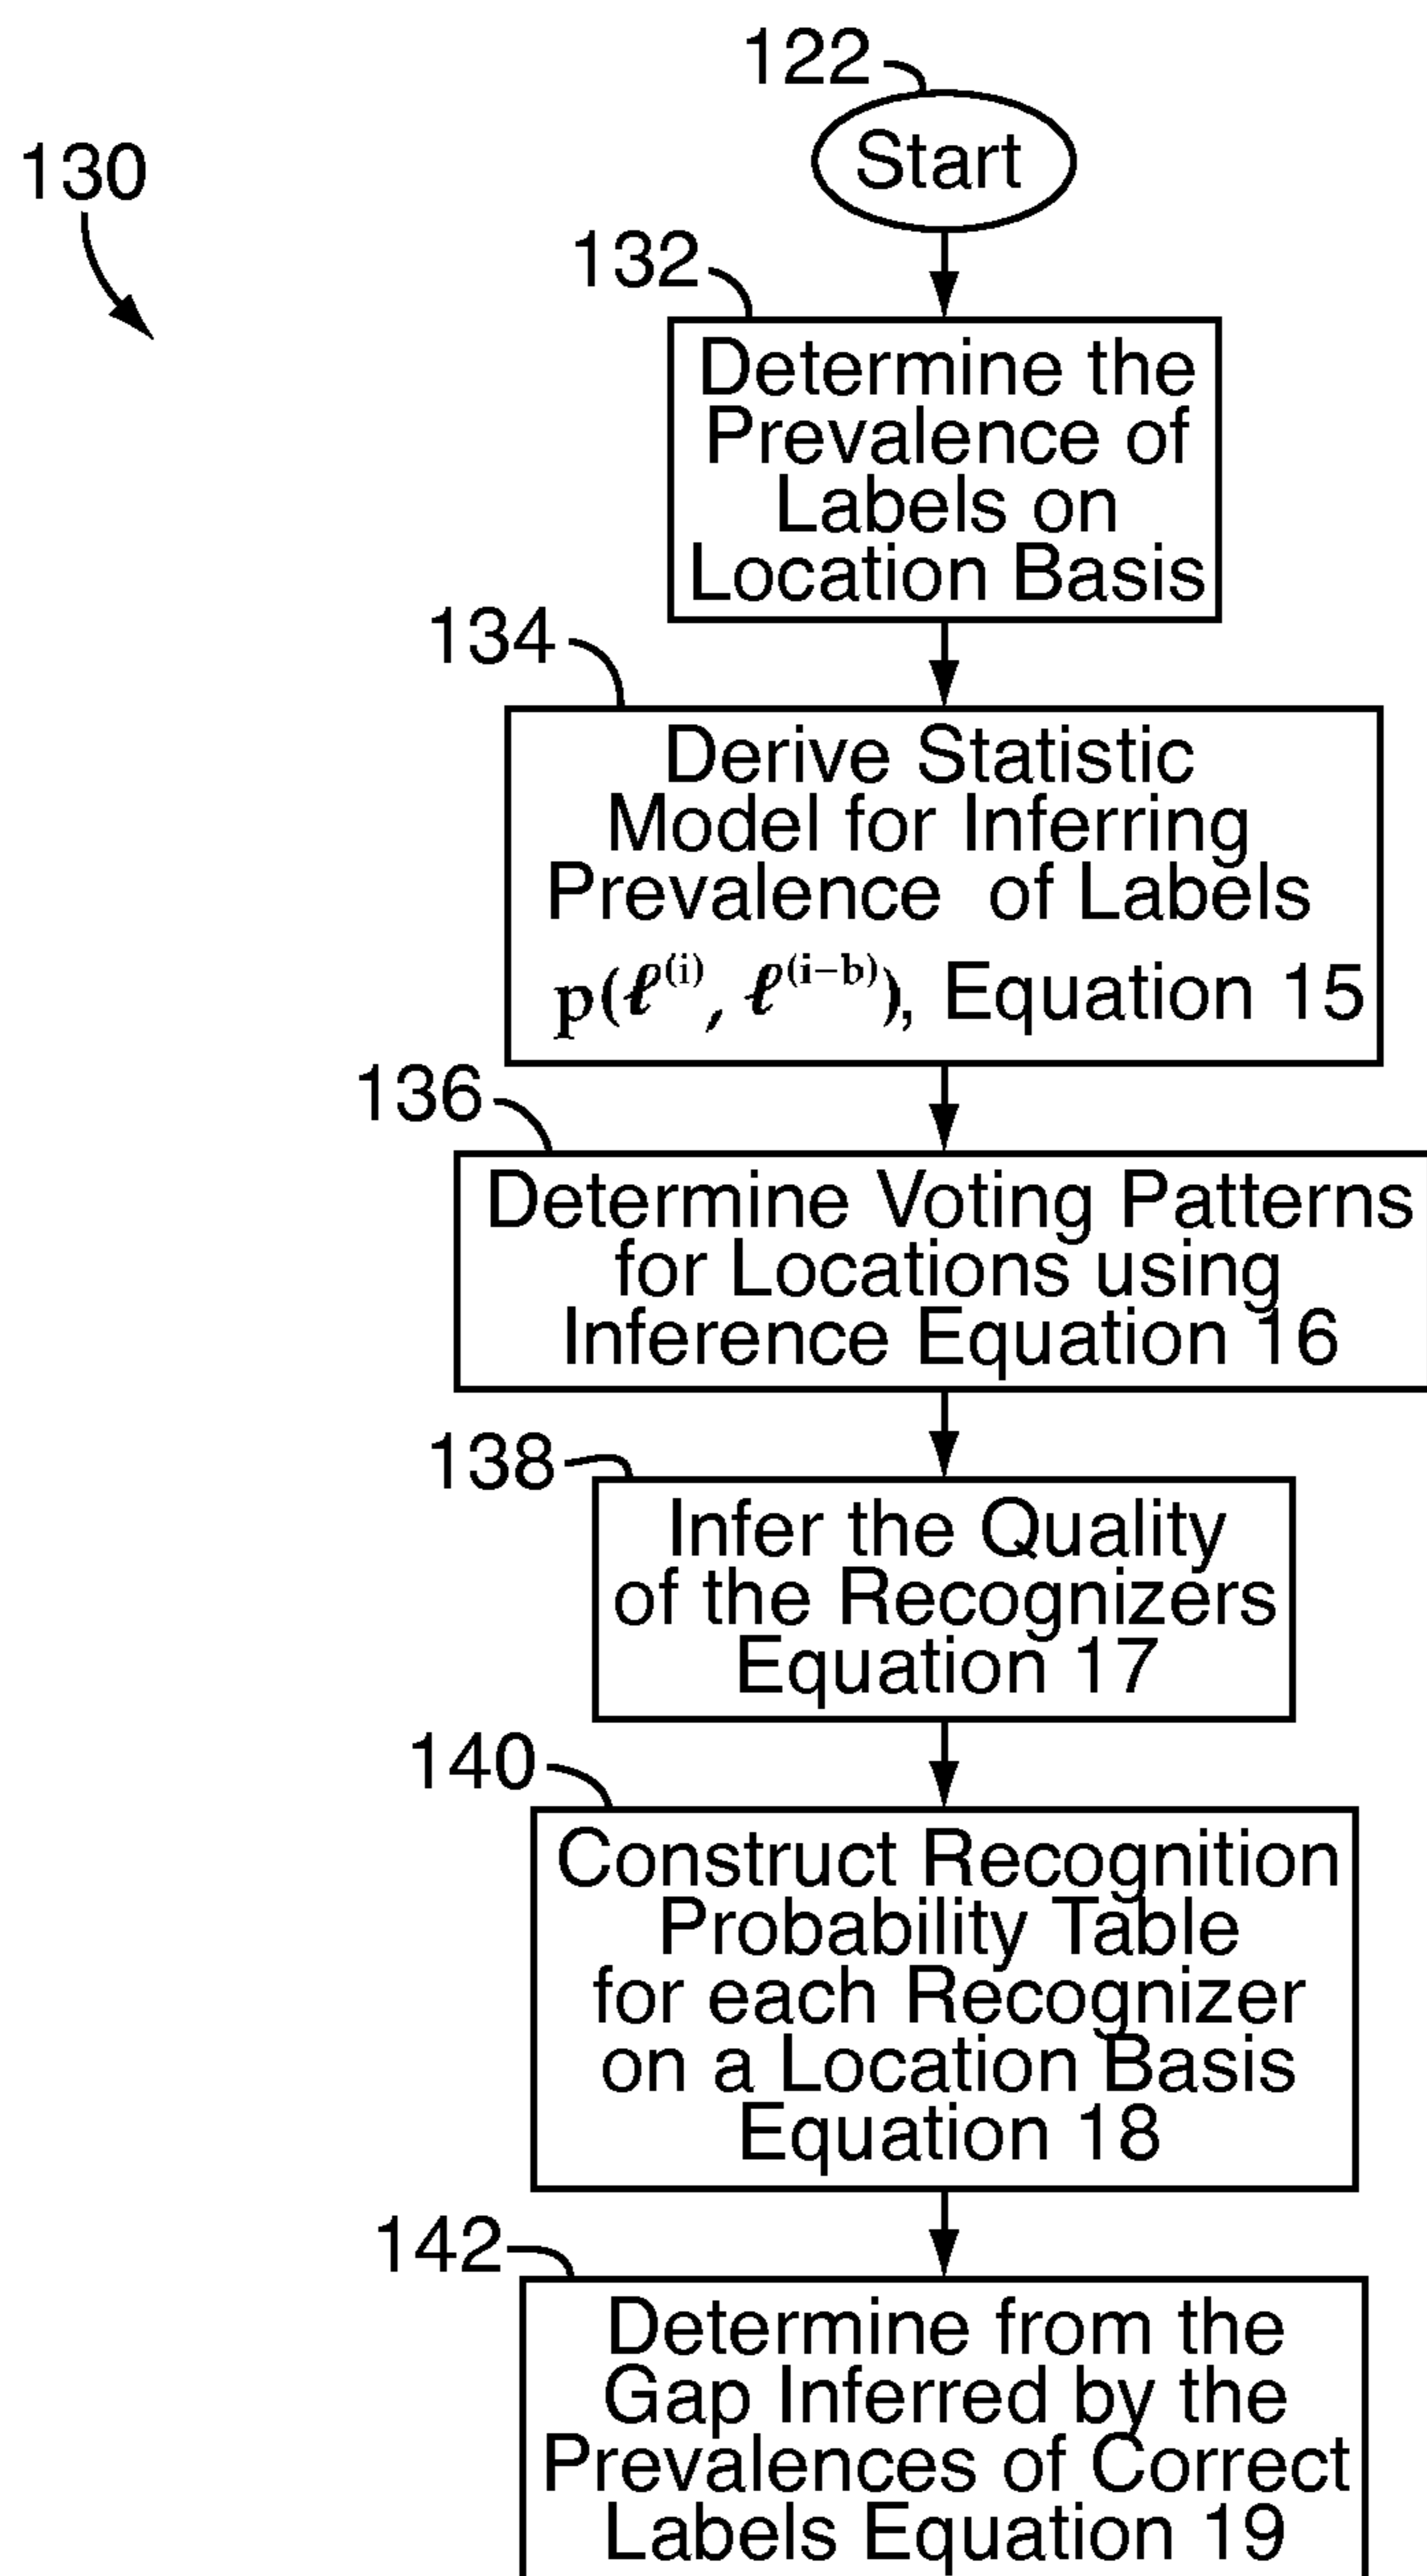 122
Start
130
132
Determine the
Prevalence of
Labels on
Location Basis
134
Derive Statistic
Model for Inferring
Prevalence of Labels
p(ℓ^(i), ℓ^(i−b)), Equation 15
136
Determine Voting Patterns
for Locations using
Inference Equation 16
138
Infer the Quality
of the Recognizers
Equation 17
140
Construct Recognition
Probability Table
for each Recognizer
on a Location Basis
Equation 18
142
Determine from the
Gap Inferred by the
Prevalences of Correct
Labels Equation 19